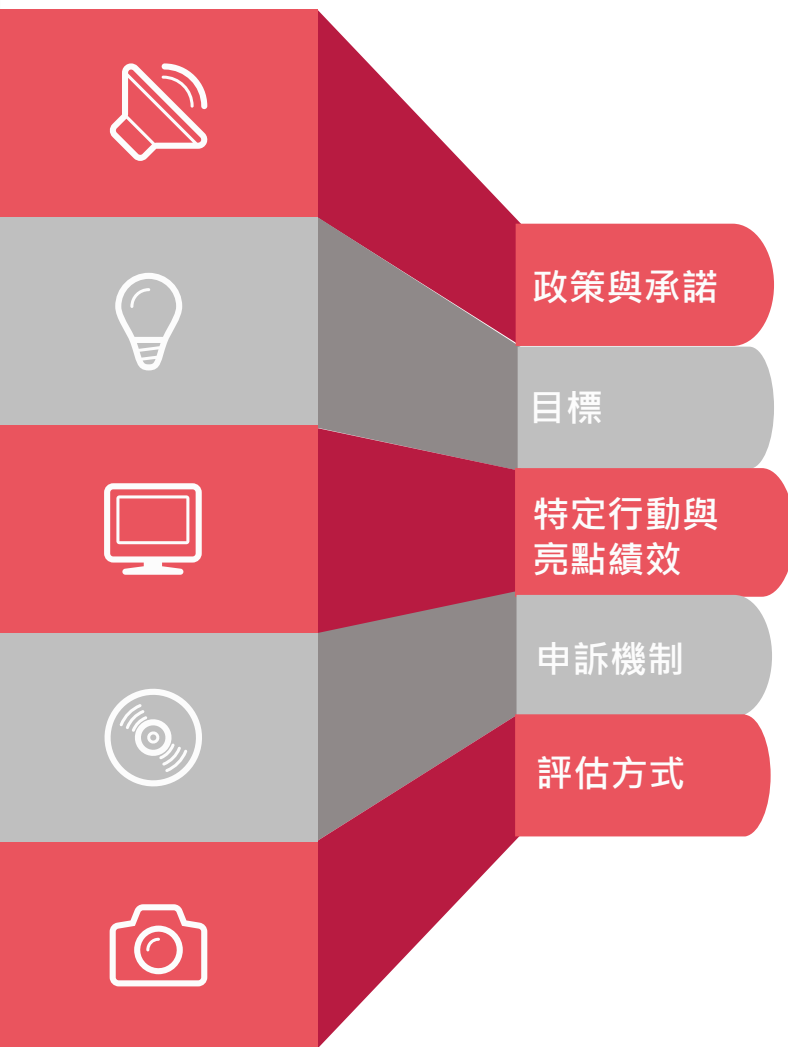 政策與承諾
目標
特定行動與
亮點績效
申訴機制
評估方式